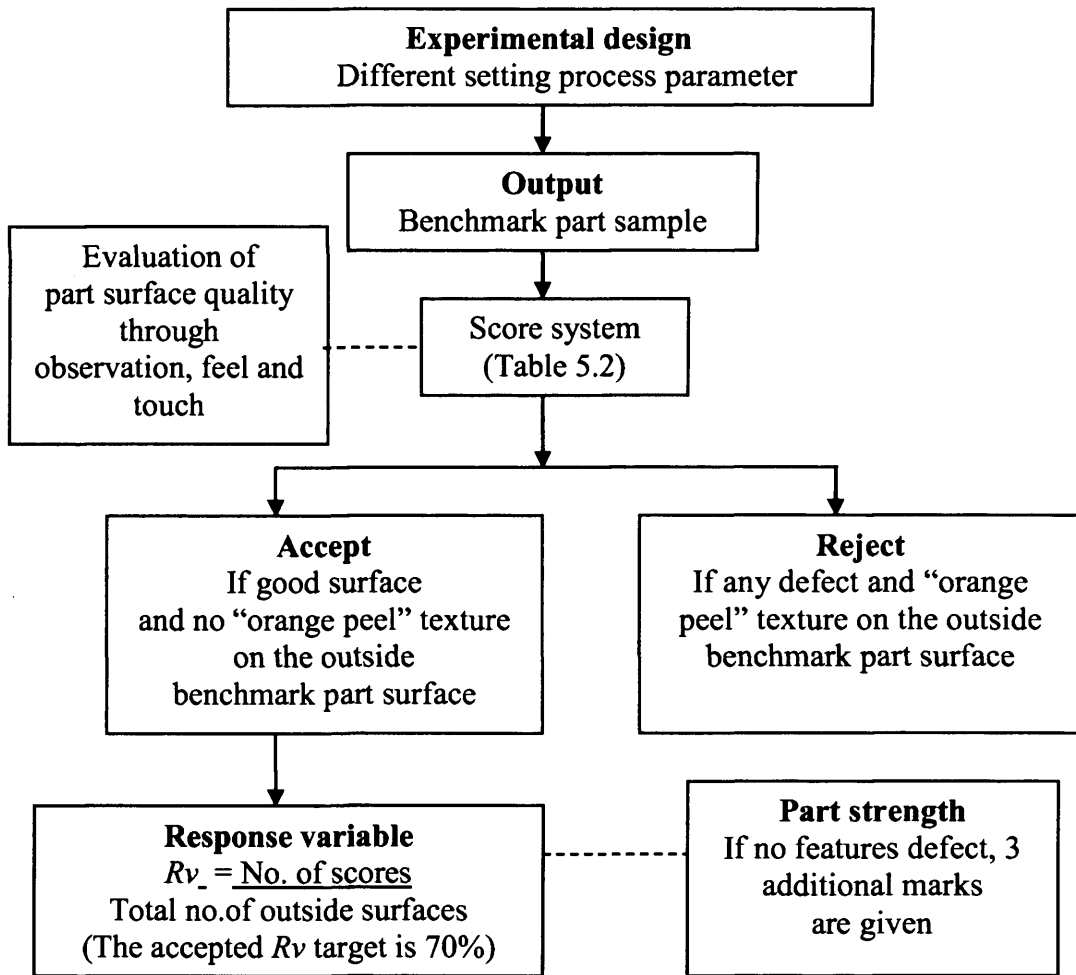 Experimental design
Different setting process parameter
Output
Benchmark part sample
Evaluation of
part surface quality
through
observation, feel and
touch
Score system
(Table 5.2)
Accept
If good surface
and no “orange peel” texture
on the outside
benchmark part surface
Reject
If any defect and “orange
peel” texture on the outside
benchmark part surface
Response variable
Rv_ = No. of scores
Total no.of outside surfaces
(The accepted Rv target is 70%)
Part strength
If no features defect, 3
additional marks
are given